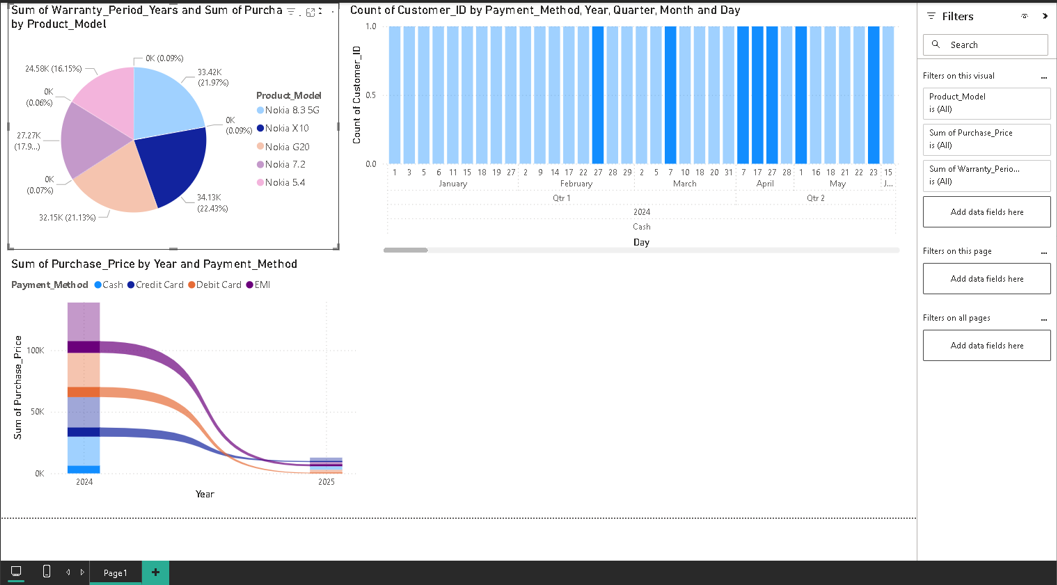 Sum of Warranty_Period_Years and Sum of Purcha
by Product_Model
0K (0.09%)
24.58K (16.15%)
33.42K
(21.97%)
0K
(0.06%)
0K
(0.09%)
27.27K
(17.9...)
0K
(0.07%)
34.13K
(22.43%)
32.15K (21.13%)
Product_Model
Nokia 8.3 5G
Nokia X10
Nokia G20
Nokia 7.2
Nokia 5.4
Count of Customer_ID by Payment_Method, Year, Quarter, Month and Day
Count of Customer_ID
1.0
0.5
0.0
1 3 5 6 11 15 18 19 27 2 9 14 17 22 26 27 28 2 5 7 10 18 20 31 7 17 27 28 1 16 21 22 23 15
January February March April May J...
Qtr 1 Qtr 2
2024
Cash
Day
Sum of Purchase_Price by Year and Payment_Method
Payment_Method Cash Credit Card Debit Card EMI
Sum of Purchase_Price
100K
50K
0K
2024 2025
Year
Filters
Search
Filters on this visual ...
Product_Model
is (All)
Sum of Purchase_Price
is (All)
Sum of Warranty_Perio...
is (All)
Add data fields here
Filters on this page ...
Add data fields here
Filters on all pages ...
Add data fields here
Page1 +